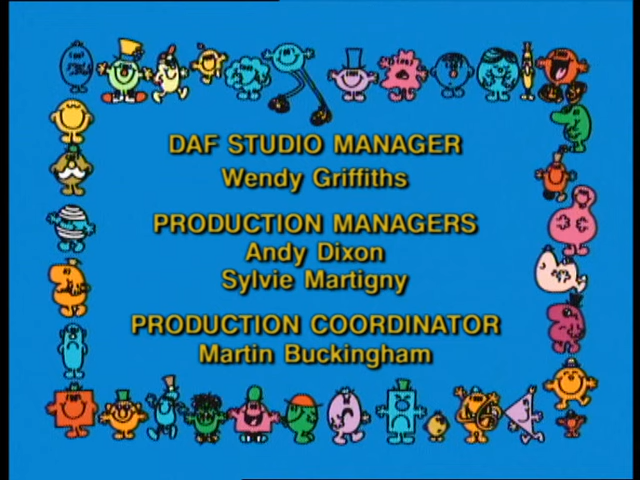 DAF STUDIO MANAGER
Wendy Griffiths
PRODUCTION MANAGERS
Andy Dixon
Sylvie Martigny
PRODUCTION COORDINATOR
Martin Buckingham